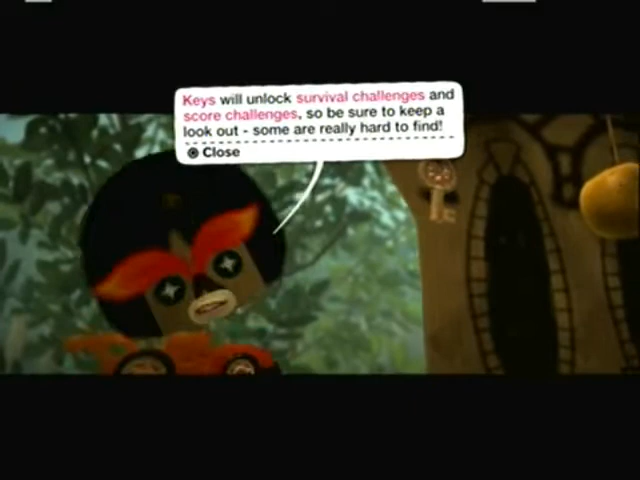 Keys will unlock survival challenges and
score challenges, so be sure to keep a
look out - some are really hard to find!
Close